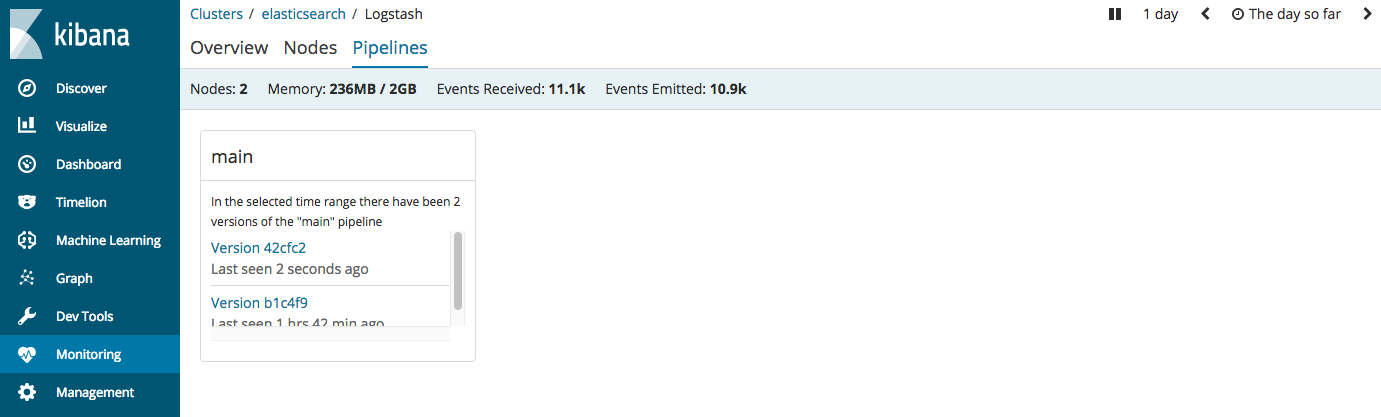 kibana
Discover
Visualize
Dashboard
Timelion
Machine Learning
Graph
Dev Tools
Monitoring
Management
Clusters / elasticsearch / Logstash
1 day The day so far
Overview Nodes Pipelines
Nodes: 2 Memory: 236MB / 2GB Events Received: 11.1k Events Emitted: 10.9k
main
In the selected time range there have been 2
versions of the "main" pipeline
Version 42cfc2
Last seen 2 seconds ago
Version b1c4f9
Last seen 1 hrs 42 min ago